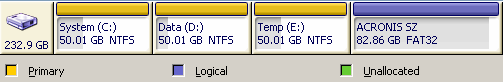 232.9 GB
System (C:)
50.01 GB NTFS
Data (D:)
50.01 GB NTFS
Temp (E:)
50.01 GB NTFS
ACRONIS SZ
82.86 GB FAT32
Primary Logical Unallocated